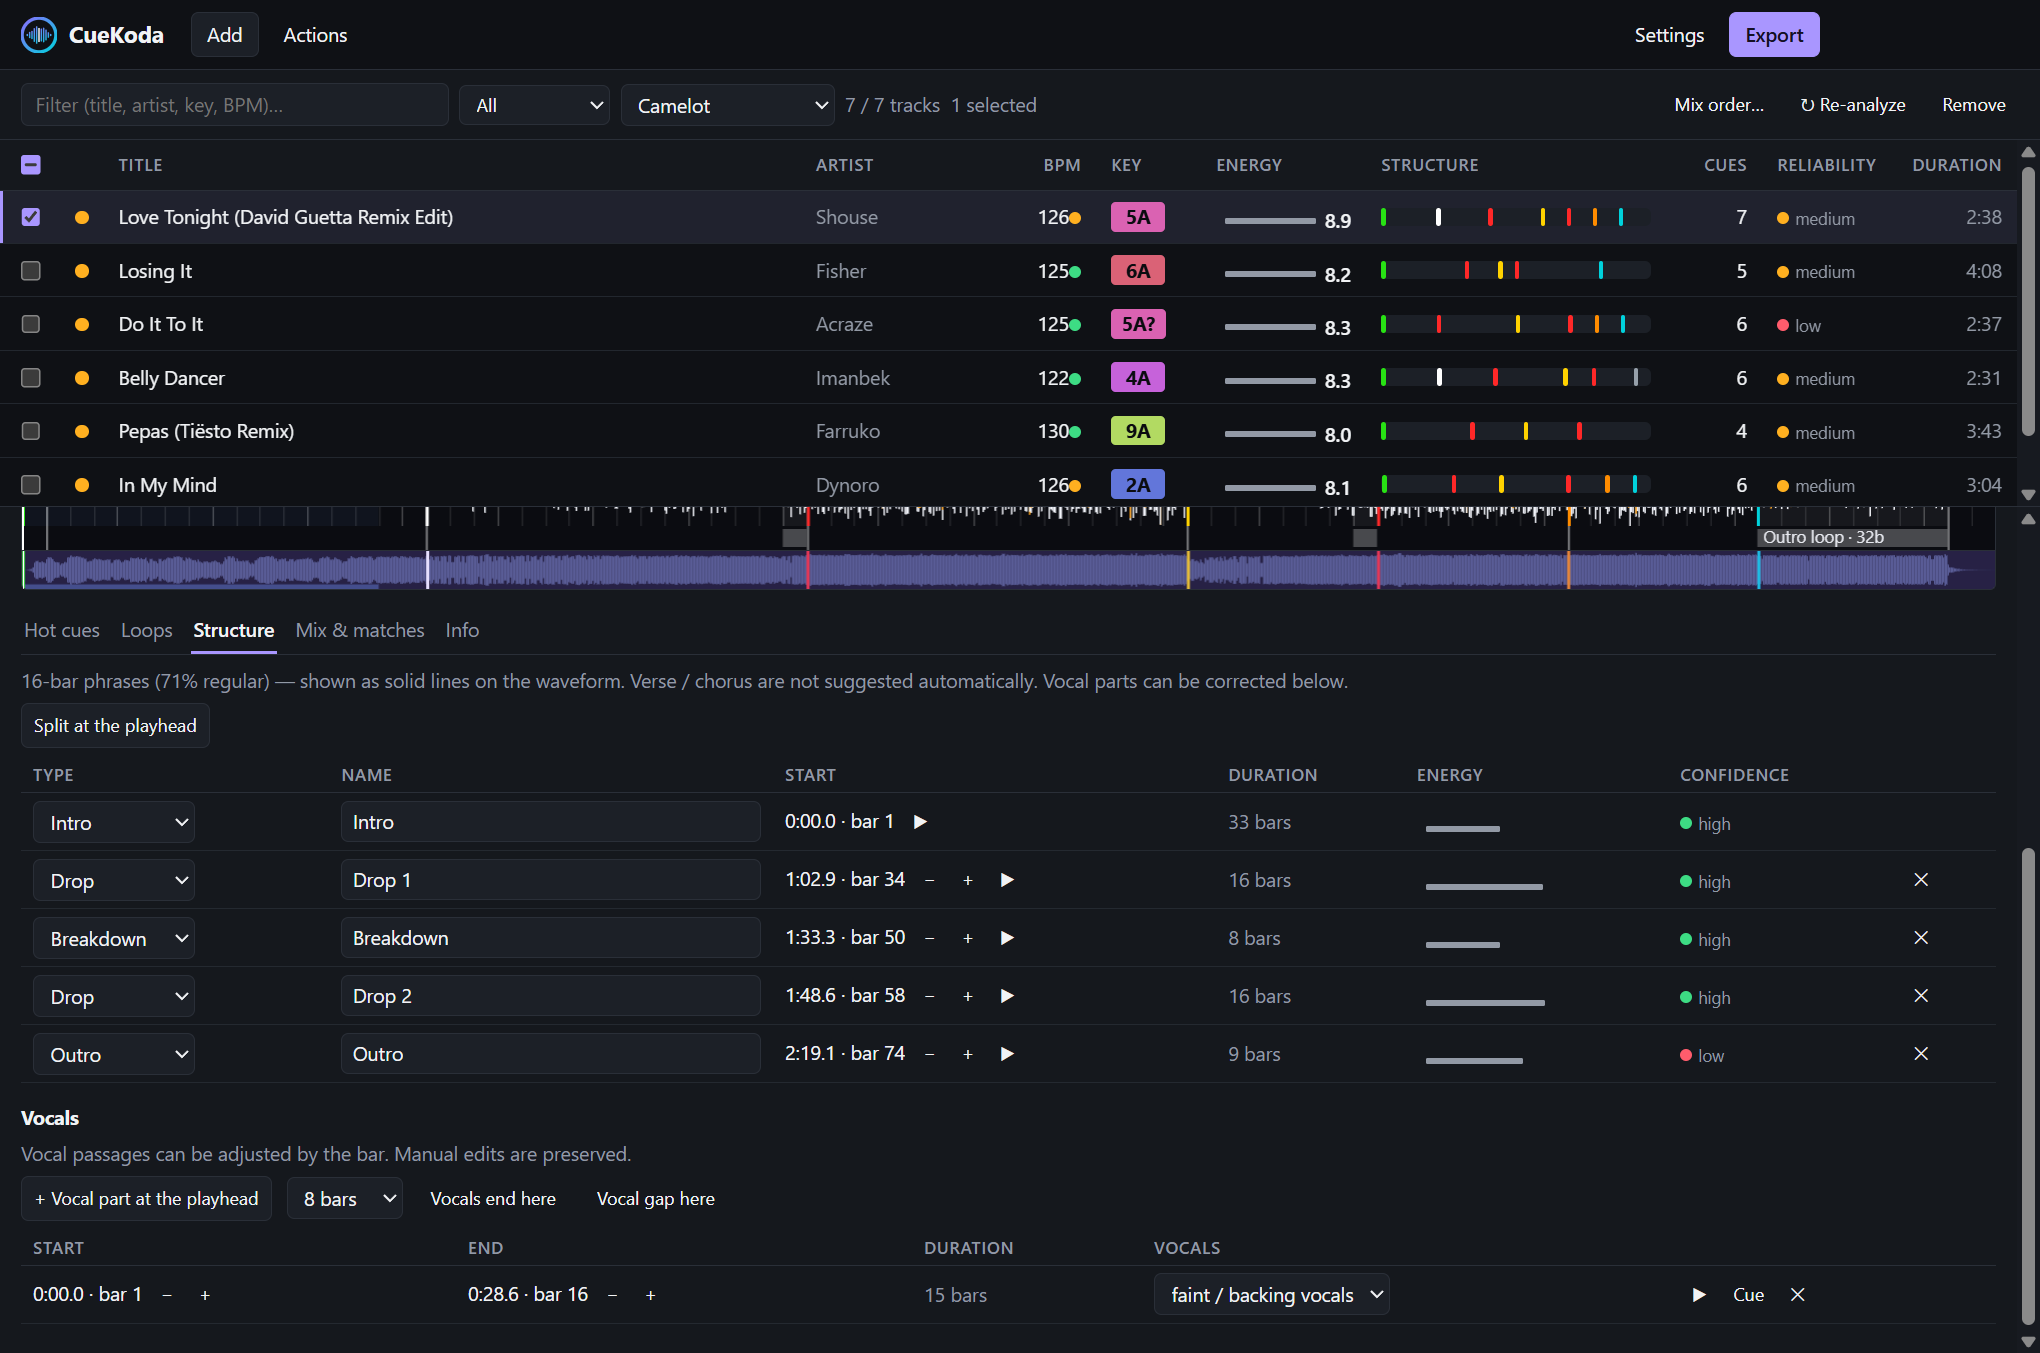 CueKoda Add Actions Settings Export
Filter (title, artist, key, BPM)... All Camelot 7 / 7 tracks 1 selected Mix order... ↻ Re-analyze Remove
TITLE ARTIST BPM KEY ENERGY STRUCTURE CUES RELIABILITY DURATION
Love Tonight (David Guetta Remix Edit) Shouse 126 5A 8.9 7 medium 2:38
Losing It Fisher 125 6A 8.2 5 medium 4:08
Do It To It Acraze 125 5A? 8.3 6 low 2:37
Belly Dancer Imanbek 122 4A 8.3 6 medium 2:31
Pepas (Tiësto Remix) Farruko 130 9A 8.0 4 medium 3:43
In My Mind Dynoro 126 2A 8.1 6 medium 3:04
Outro loop · 32b
Hot cues Loops Structure Mix & matches Info
16-bar phrases (71% regular) — shown as solid lines on the waveform. Verse / chorus are not suggested automatically. Vocal parts can be corrected below.
Split at the playhead
TYPE NAME START DURATION ENERGY CONFIDENCE
Intro Intro 0:00.0 · bar 1 ▶ 33 bars high
Drop Drop 1 1:02.9 · bar 34 − + ▶ 16 bars high ✕
Breakdown Breakdown 1:33.3 · bar 50 − + ▶ 8 bars high ✕
Drop Drop 2 1:48.6 · bar 58 − + ▶ 16 bars high ✕
Outro Outro 2:19.1 · bar 74 − + ▶ 9 bars low ✕
Vocals
Vocal passages can be adjusted by the bar. Manual edits are preserved.
+ Vocal part at the playhead 8 bars Vocals end here Vocal gap here
START END DURATION VOCALS
0:00.0 · bar 1 − + 0:28.6 · bar 16 − + 15 bars faint / backing vocals ▶ Cue ✕